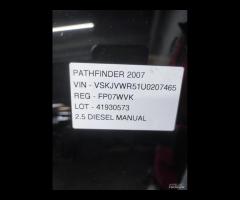 PATHFINDER 2007
VIN - VSKJVWR51U0207465
REG - FP07WVK
LOT - 41930573
2.5 DIESEL MANUAL